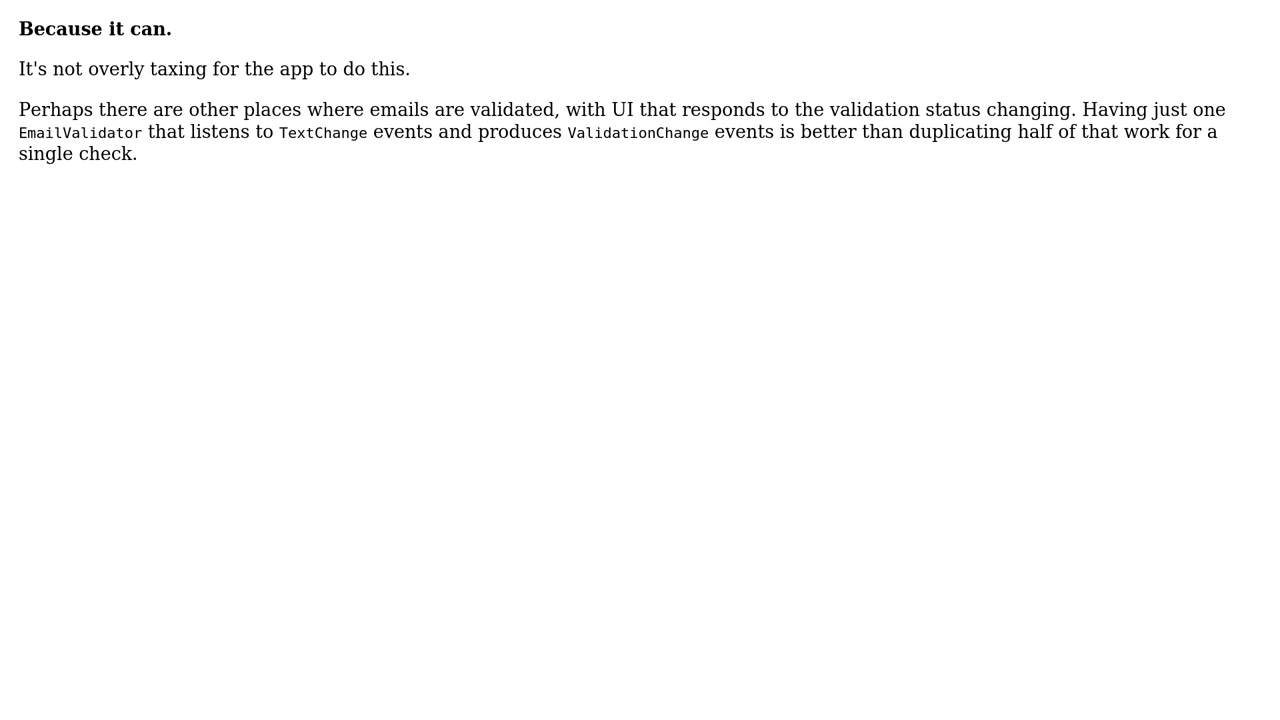 Because it can.
It's not overly taxing for the app to do this.
Perhaps there are other places where emails are validated, with UI that responds to the validation status changing. Having just one
EmailValidator that listens to TextChange events and produces ValidationChange events is better than duplicating half of that work for a
single check.